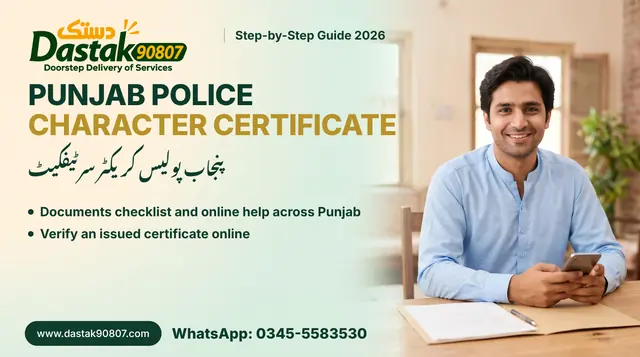 دستک
Dastak90807
Doorstep Delivery of Services
Step-by-Step Guide 2026
PUNJAB POLICE
CHARACTER CERTIFICATE
پنجاب پولیس کریکٹر سرٹیفکیٹ
• Documents checklist and online help across Punjab
• Verify an issued certificate online
www.dastak90807.com
WhatsApp: 0345-5583530